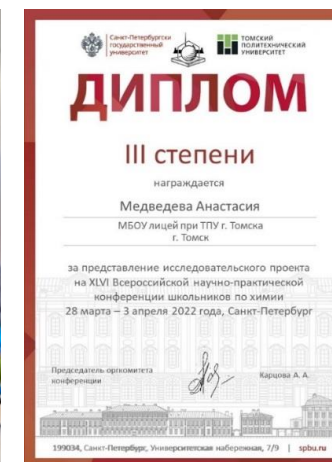 Санкт-Петербургский
государственный
университет
ТОМСКИЙ
ПОЛИТЕХНИЧЕСКИЙ
УНИВЕРСИТЕТ
ДИПЛОМ
III степени
награждается
Медведева Анастасия
МБОУ лицей при ТПУ г. Томска
г. Томск
за представление исследовательского проекта
на XLVI Всероссийской научно-практической
конференции школьников по химии
28 марта – 3 апреля 2022 года, Санкт-Петербург
Председатель оргкомитета
конференции
Карцова А. А.
199034, Санкт-Петербург, Университетская набережная, 7/9 | spbu.ru